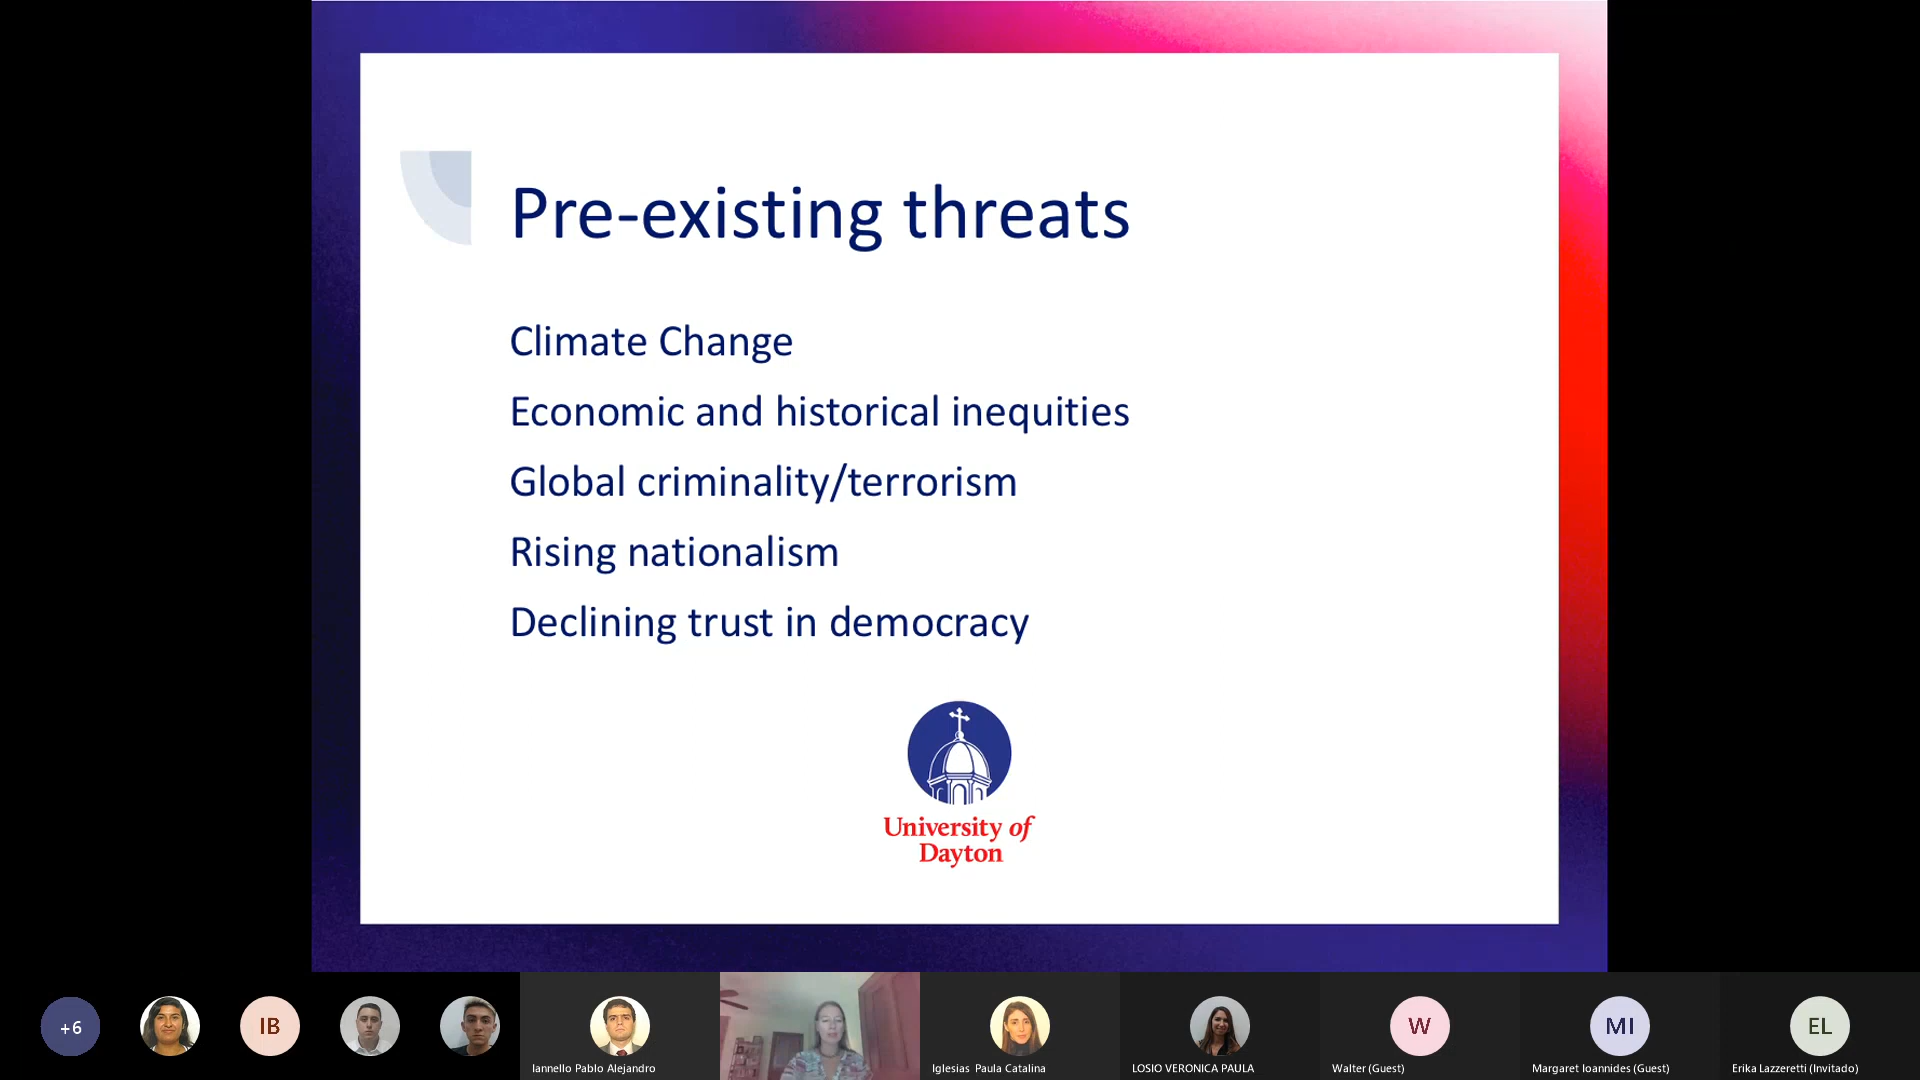 Pre-existing threats
Climate Change
Economic and historical inequities
Global criminality/terrorism
Rising nationalism
Declining trust in democracy
University of
Dayton
+6
IB
W
MI
EL
Iannello Pablo Alejandro
Iglesias Paula Catalina
LOSIO VERONICA PAULA
Walter (Guest)
Margaret Ioannides (Guest)
Erika Lazzeretti (Invitado)